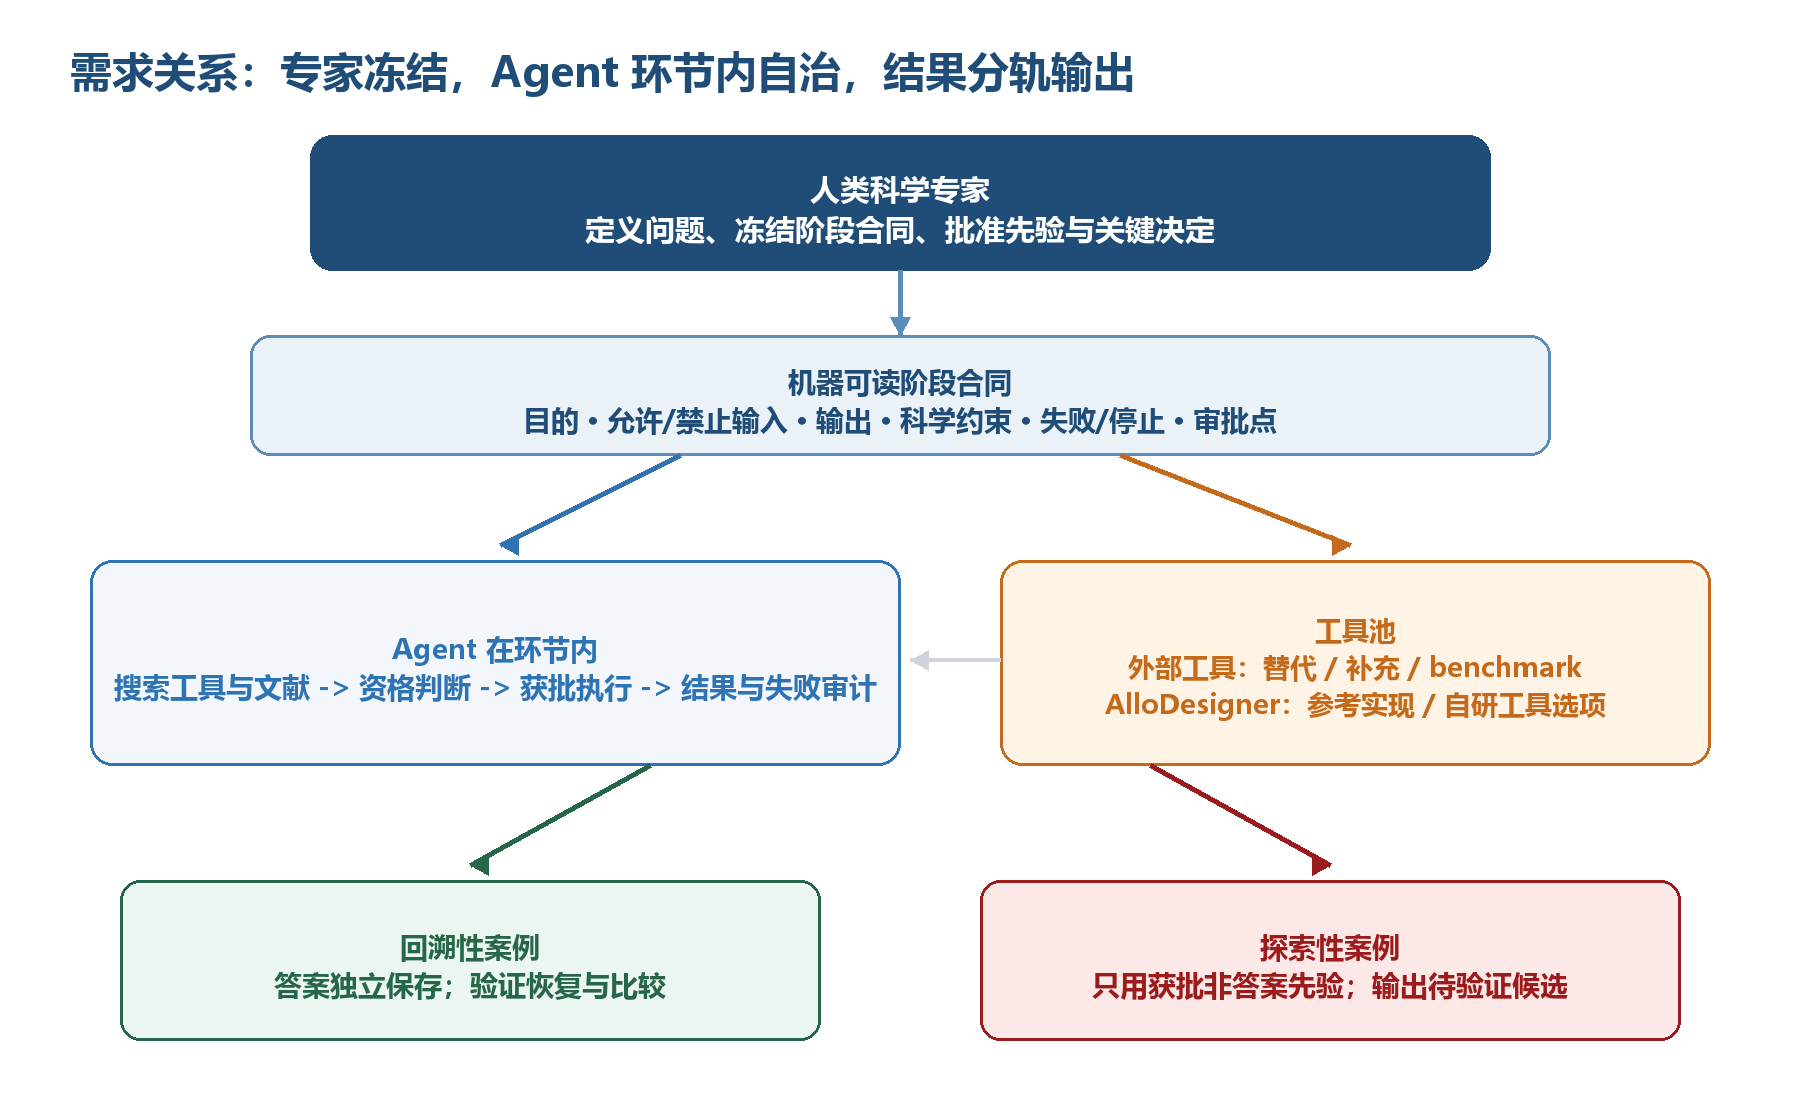 需求关系：专家冻结，Agent 环节内自治，结果分轨输出
人类科学专家
定义问题、冻结阶段合同、批准先验与关键决定
机器可读阶段合同
目的・允许/禁止输入・输出・科学约束・失败/停止・审批点
Agent 在环节内
搜索工具与文献 -> 资格判断 -> 获批执行 -> 结果与失败审计
工具池
外部工具：替代 / 补充 / benchmark
AlloDesigner：参考实现 / 自研工具选项
回溯性案例
答案独立保存；验证恢复与比较
探索性案例
只用获批非答案先验；输出待验证候选